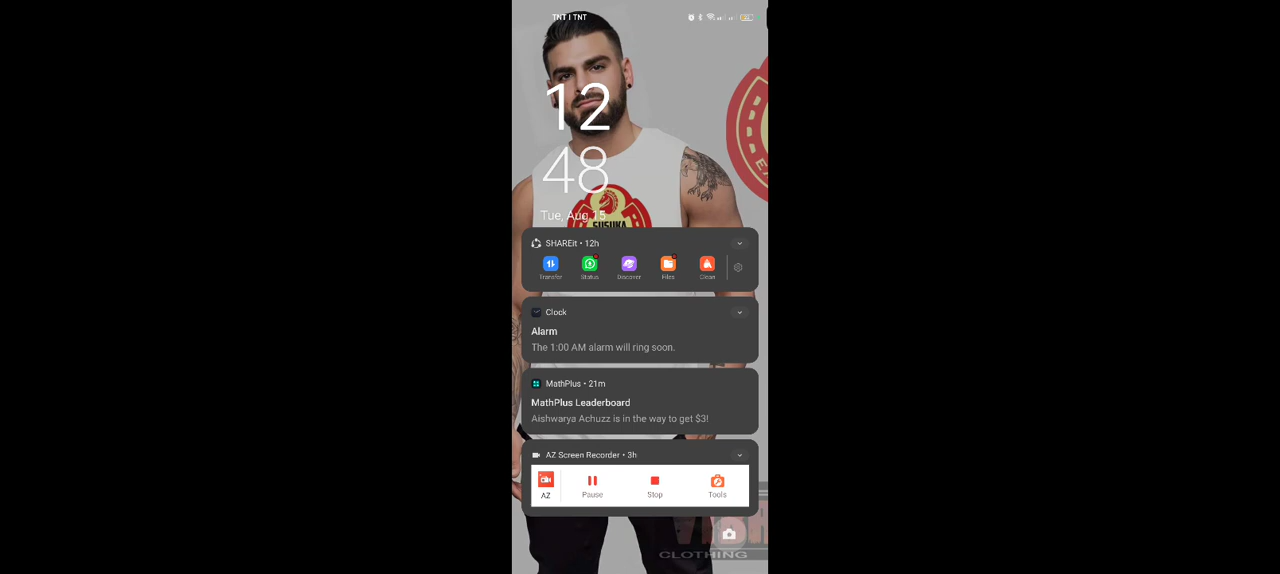 TNT | TNT
12
48
Tue, Aug 15
SUSUKA
SHAREit • 12h
Transfer
Status
Discover
Files
Clean
Clock
Alarm
The 1:00 AM alarm will ring soon.
MathPlus • 21m
MathPlus Leaderboard
Aishwarya Achuzz is in the way to get $3!
AZ Screen Recorder • 3h
AZ
Pause
Stop
Tools
CLOTHING